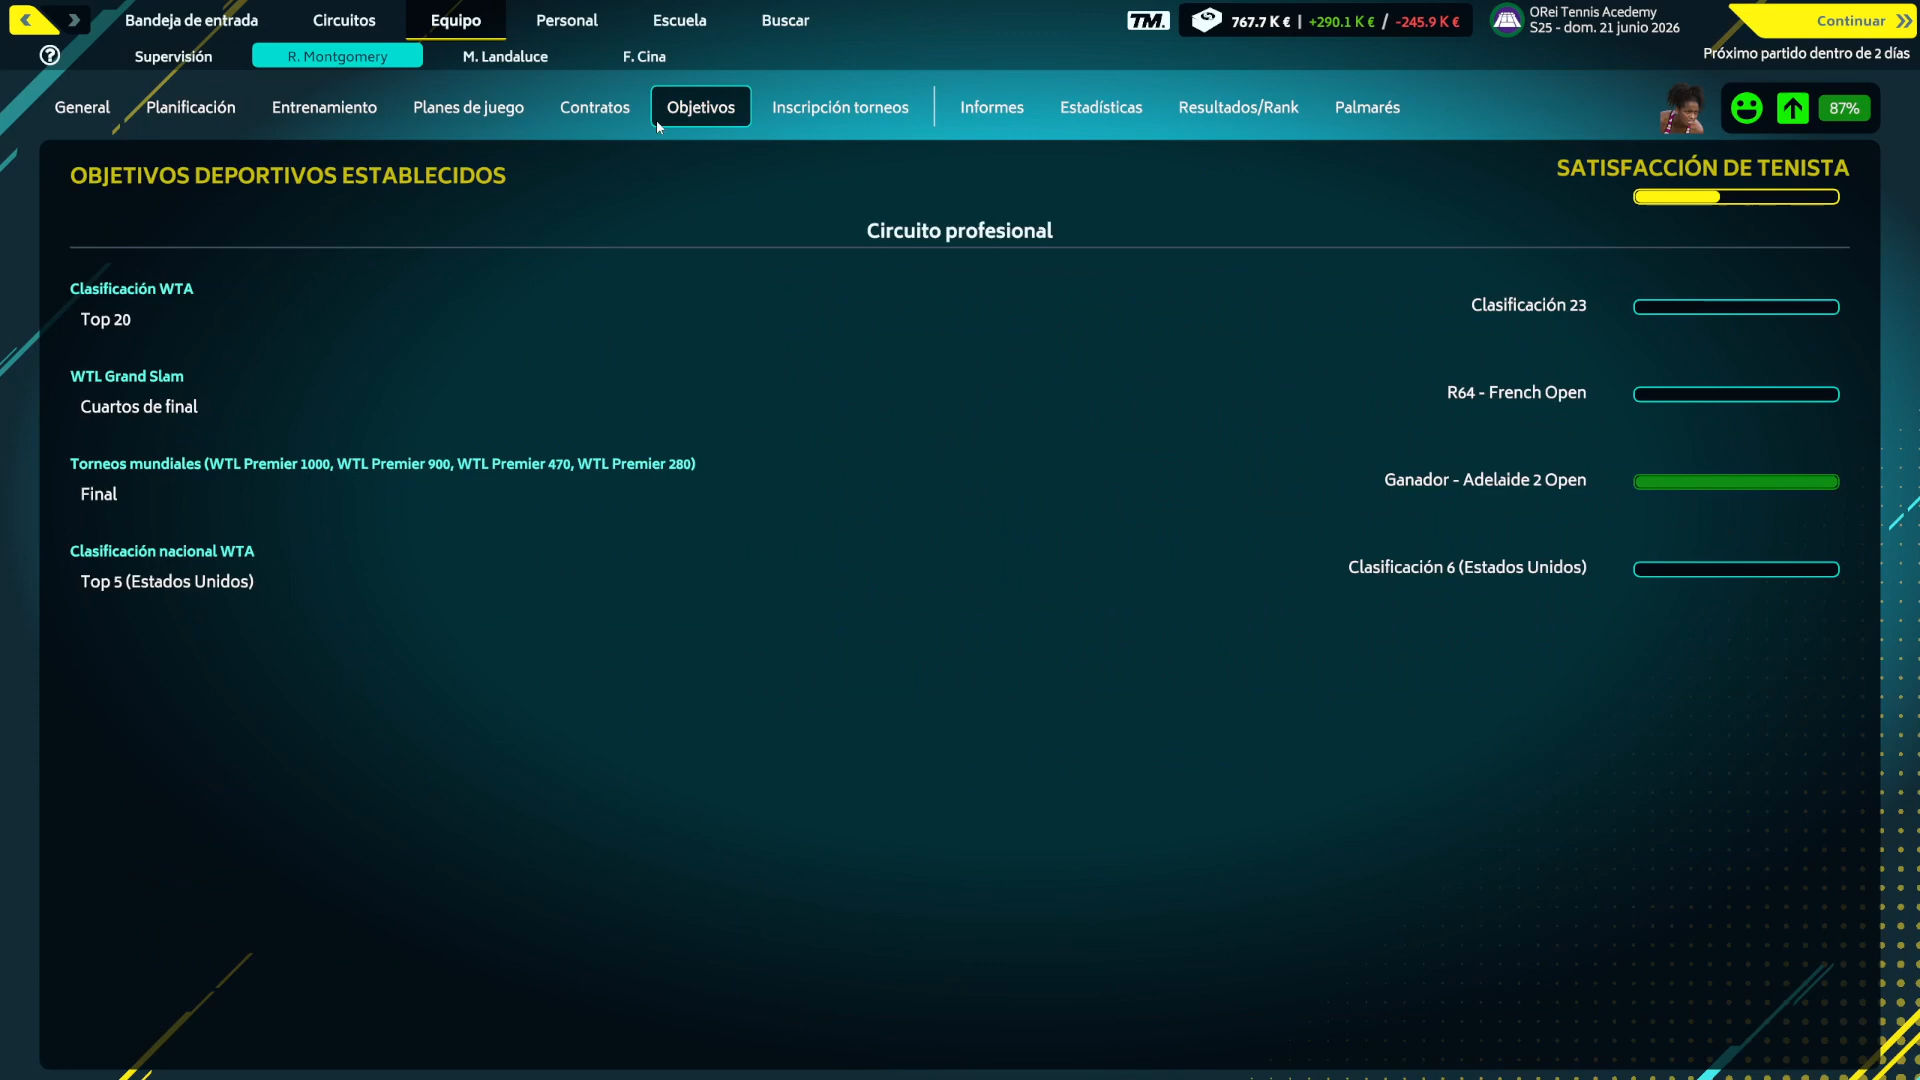 Bandeja de entrada Circuitos Equipo Personal Escuela Buscar
TM. 767.7 K € | +290.1 K € / -245.9 K €
ORei Tennis Acedemy
S25 - dom. 21 junio 2026
Continuar
Próximo partido dentro de 2 días
Supervisión R. Montgomery M. Landaluce F. Cina
General Planificación Entrenamiento Planes de juego Contratos Objetivos Inscripción torneos Informes Estadísticas Resultados/Rank Palmarés
87%
OBJETIVOS DEPORTIVOS ESTABLECIDOS
SATISFACCIÓN DE TENISTA
Circuito profesional
Clasificación WTA
Top 20
Clasificación 23
WTL Grand Slam
Cuartos de final
R64 - French Open
Torneos mundiales (WTL Premier 1000, WTL Premier 900, WTL Premier 470, WTL Premier 280)
Final
Ganador - Adelaide 2 Open
Clasificación nacional WTA
Top 5 (Estados Unidos)
Clasificación 6 (Estados Unidos)